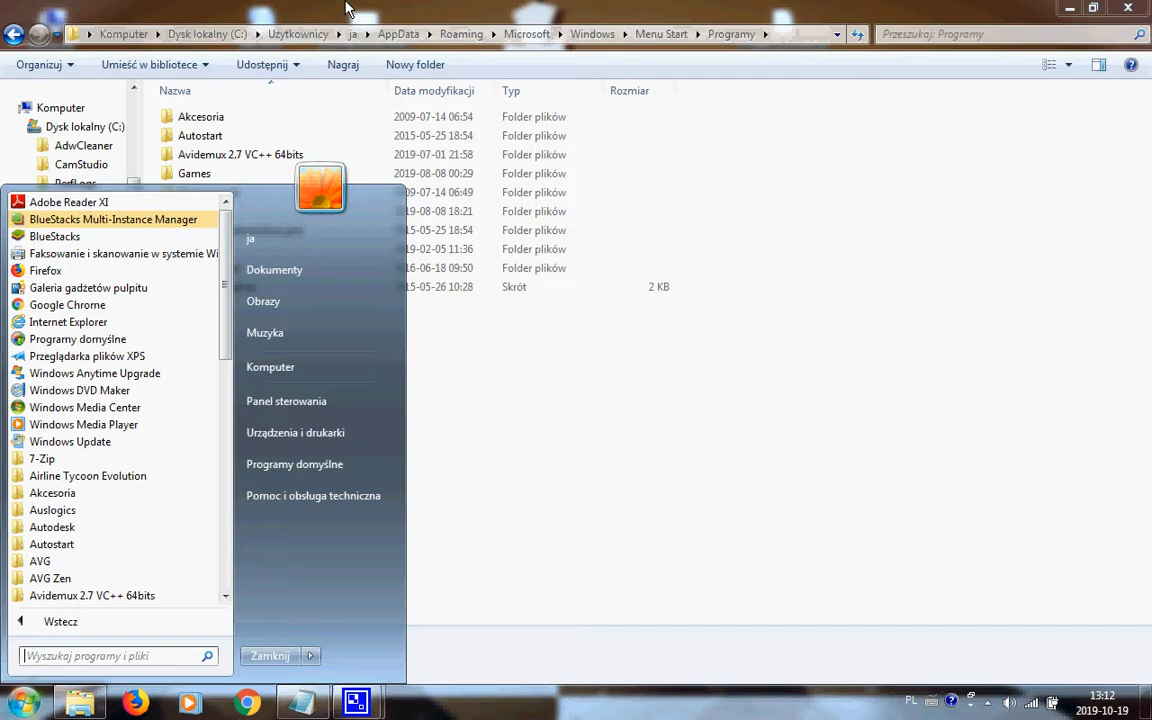 Komputer ▸ Dysk lokalny (C:) ▸ Użytkownicy ▸ ja ▸ AppData ▸ Roaming ▸ Microsoft ▸ Windows ▸ Menu Start ▸ Programy ▸
Przeszukaj: Programy
Organizuj Umieść w bibliotece Udostępnij Nagraj Nowy folder
Nazwa Data modyfikacji Typ Rozmiar
Komputer
Dysk lokalny (C:)
AdwCleaner
CamStudio
PerfLogs
Akcesoria 2009-07-14 06:54 Folder plików
Autostart 2015-05-25 18:54 Folder plików
Avidemux 2.7 VC++ 64bits 2019-07-01 21:58 Folder plików
Games 2019-08-08 00:29 Folder plików
009-07-14 06:49 Folder plików
019-08-08 18:21 Folder plików
015-05-25 18:54 Folder plików
019-02-05 11:36 Folder plików
016-06-18 09:50 Folder plików
015-05-26 10:28 Skrót 2 KB
Adobe Reader XI
BlueStacks Multi-Instance Manager
BlueStacks
Faksowanie i skanowanie w systemie Wi
Firefox
Galeria gadżetów pulpitu
Google Chrome
Internet Explorer
Programy domyślne
Przeglądarka plików XPS
Windows Anytime Upgrade
Windows DVD Maker
Windows Media Center
Windows Media Player
Windows Update
7-Zip
Airline Tycoon Evolution
Akcesoria
Auslogics
Autodesk
Autostart
AVG
AVG Zen
Avidemux 2.7 VC++ 64bits
Wstecz
Wyszukaj programy i pliki
ja
Dokumenty
Obrazy
Muzyka
Komputer
Panel sterowania
Urządzenia i drukarki
Programy domyślne
Pomoc i obsługa techniczna
Zamknij
PL
13:12
2019-10-19